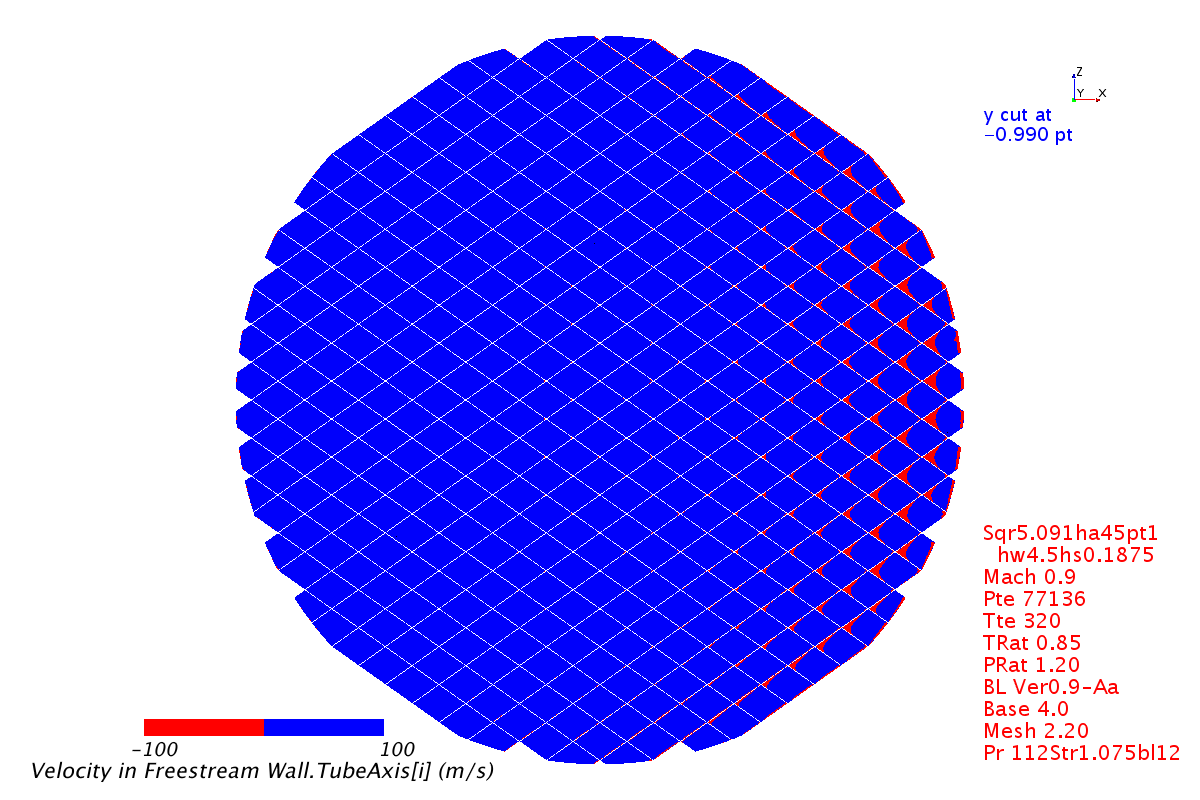 Z
Y X
y cut at
-0.990 pt
Sqr5.091ha45pt1
hw4.5hs0.1875
Mach 0.9
Pte 77136
Tte 320
TRat 0.85
PRat 1.20
BL Ver0.9-Aa
Base 4.0
Mesh 2.20
Pr 112Str1.075bl12
-100 100
Velocity in Freestream Wall.TubeAxis[i] (m/s)